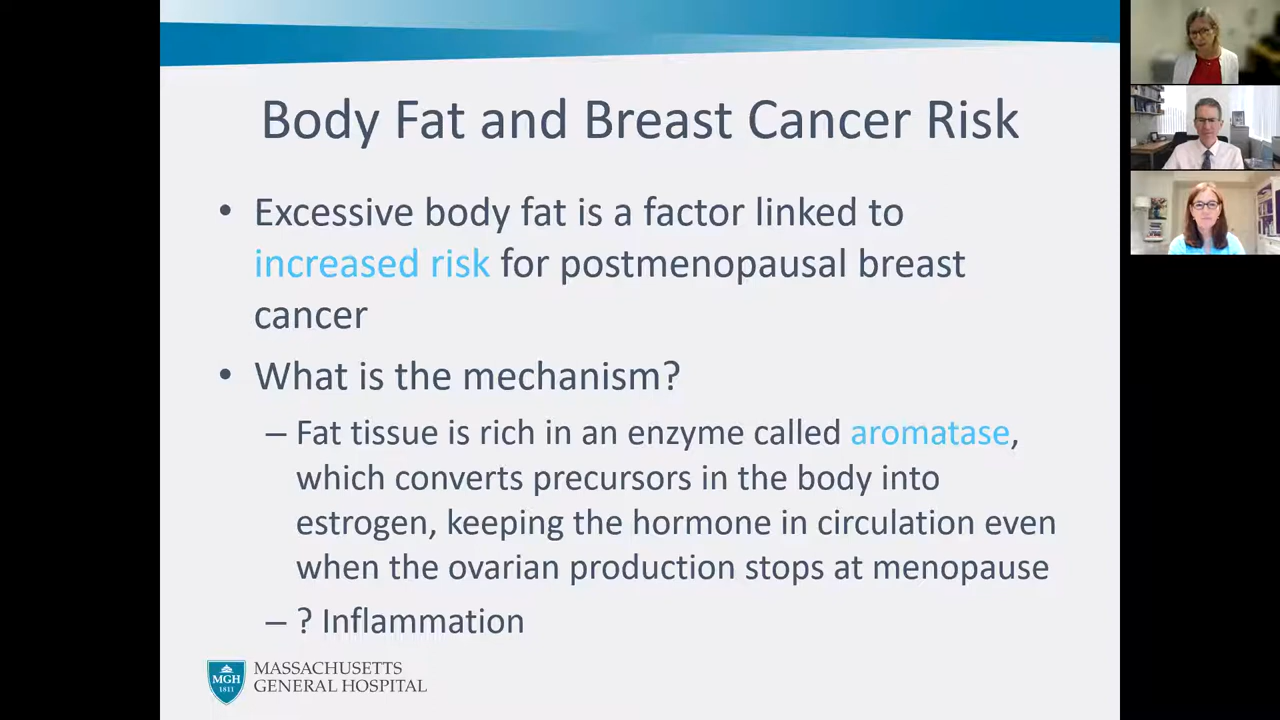 Body Fat and Breast Cancer Risk
• Excessive body fat is a factor linked to
increased risk for postmenopausal breast
cancer
• What is the mechanism?
– Fat tissue is rich in an enzyme called aromatase,
which converts precursors in the body into
estrogen, keeping the hormone in circulation even
when the ovarian production stops at menopause
– ? Inflammation
MGH
1811
MASSACHUSETTS
GENERAL HOSPITAL